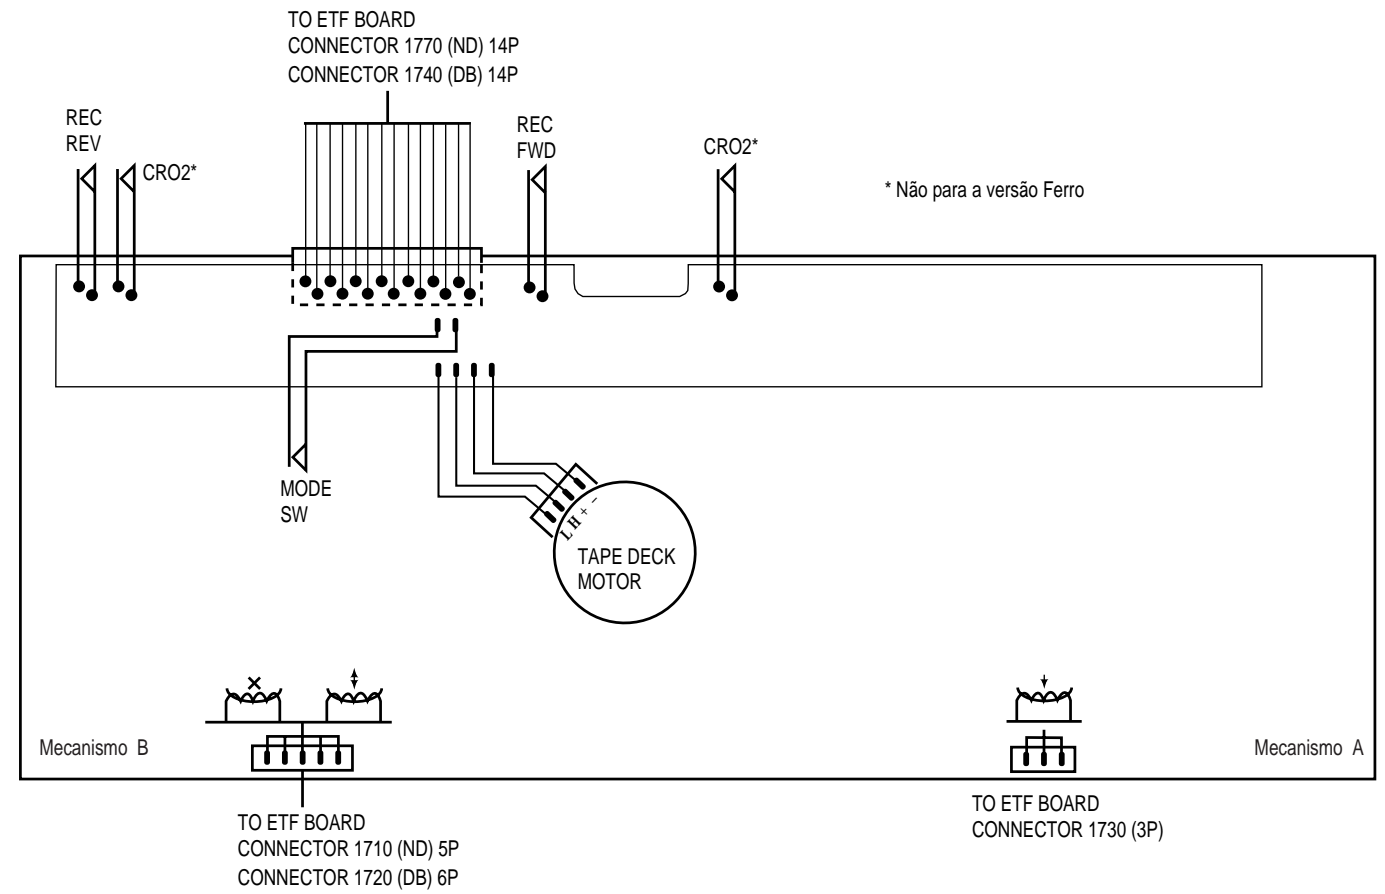 TO ETF BOARD
CONNECTOR 1770 (ND) 14P
CONNECTOR 1740 (DB) 14P
REC
REV
CRO2*
REC
FWD
CRO2*
* Não para a versão Ferro
MODE
SW
L H + -
TAPE DECK
MOTOR
Mecanismo B
Mecanismo A
TO ETF BOARD
CONNECTOR 1710 (ND) 5P
CONNECTOR 1720 (DB) 6P
TO ETF BOARD
CONNECTOR 1730 (3P)